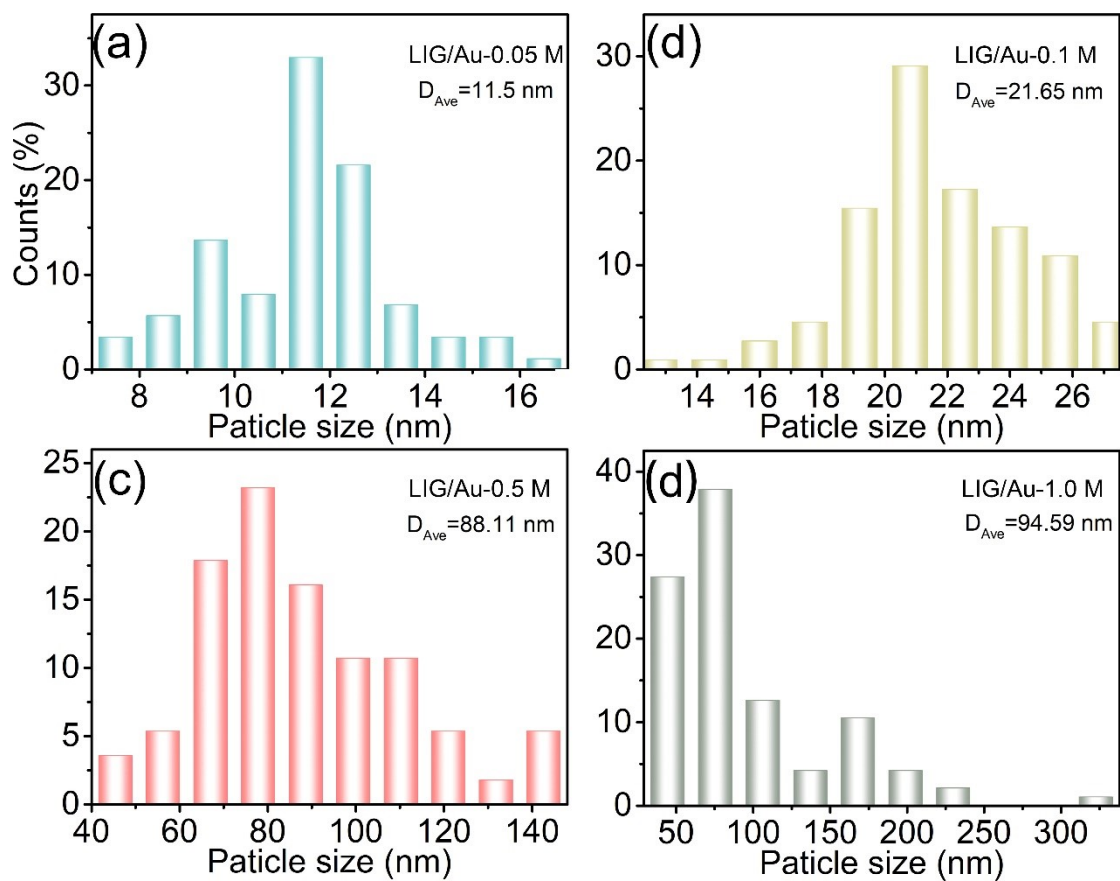 (a)
LIG/Au-0.05 M
D_Ave=11.5 nm
Counts (%)
30
20
10
0
8 10 12 14 16
Paticle size (nm)
(d)
LIG/Au-0.1 M
D_Ave=21.65 nm
30
20
10
0
14 16 18 20 22 24 26
Paticle size (nm)
(c)
LIG/Au-0.5 M
D_Ave=88.11 nm
25
20
15
10
5
0
40 60 80 100 120 140
Paticle size (nm)
(d)
LIG/Au-1.0 M
D_Ave=94.59 nm
40
30
20
10
0
50 100 150 200 250 300
Paticle size (nm)